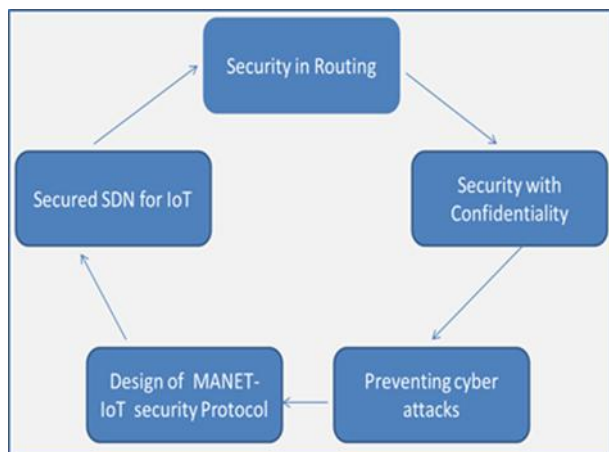 Security in Routing
Security with
Confidentiality
Preventing cyber
attacks
Design of MANET-
IoT security Protocol
Secured SDN for IoT